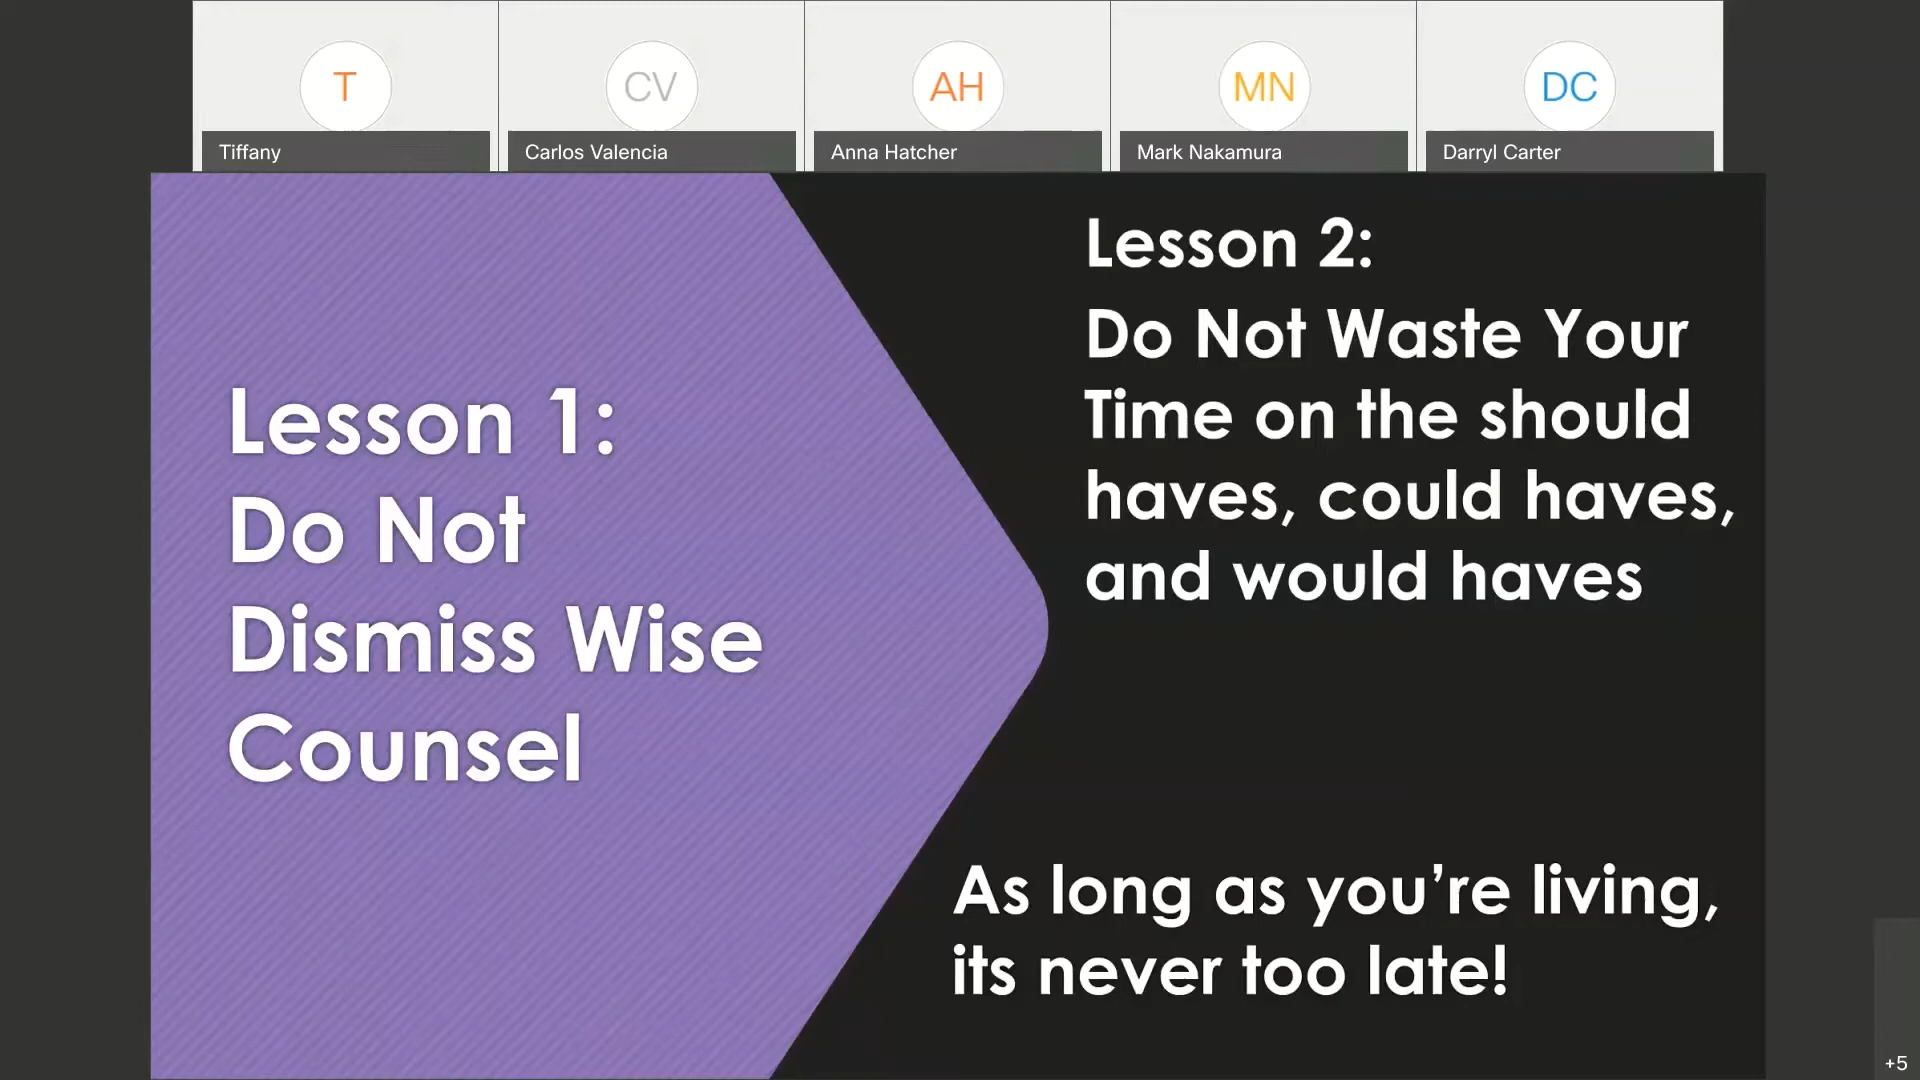 T
CV
AH
MN
DC
Tiffany
Carlos Valencia
Anna Hatcher
Mark Nakamura
Darryl Carter
Lesson 1:
Do Not
Dismiss Wise
Counsel
Lesson 2:
Do Not Waste Your
Time on the should
haves, could haves,
and would haves
As long as you’re living,
its never too late!
+5